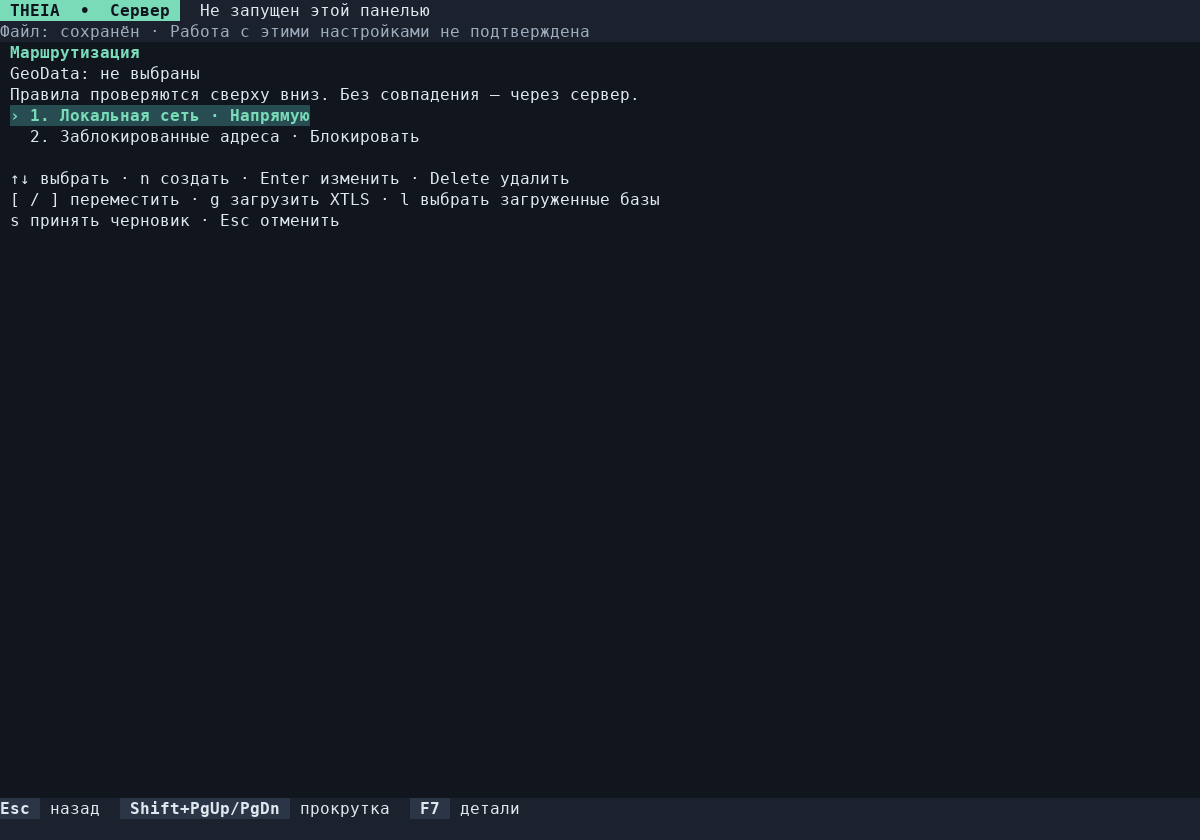 THEIA • Сервер Не запущен этой панелью
Файл: сохранён · Работа с этими настройками не подтверждена
Маршрутизация
GeoData: не выбраны
Правила проверяются сверху вниз. Без совпадения — через сервер.
› 1. Локальная сеть · Напрямую
2. Заблокированные адреса · Блокировать
↑↓ выбрать · n создать · Enter изменить · Delete удалить
[ / ] переместить · g загрузить XTLS · l выбрать загруженные базы
s принять черновик · Esc отменить
Esc назад Shift+PgUp/PgDn прокрутка F7 детали